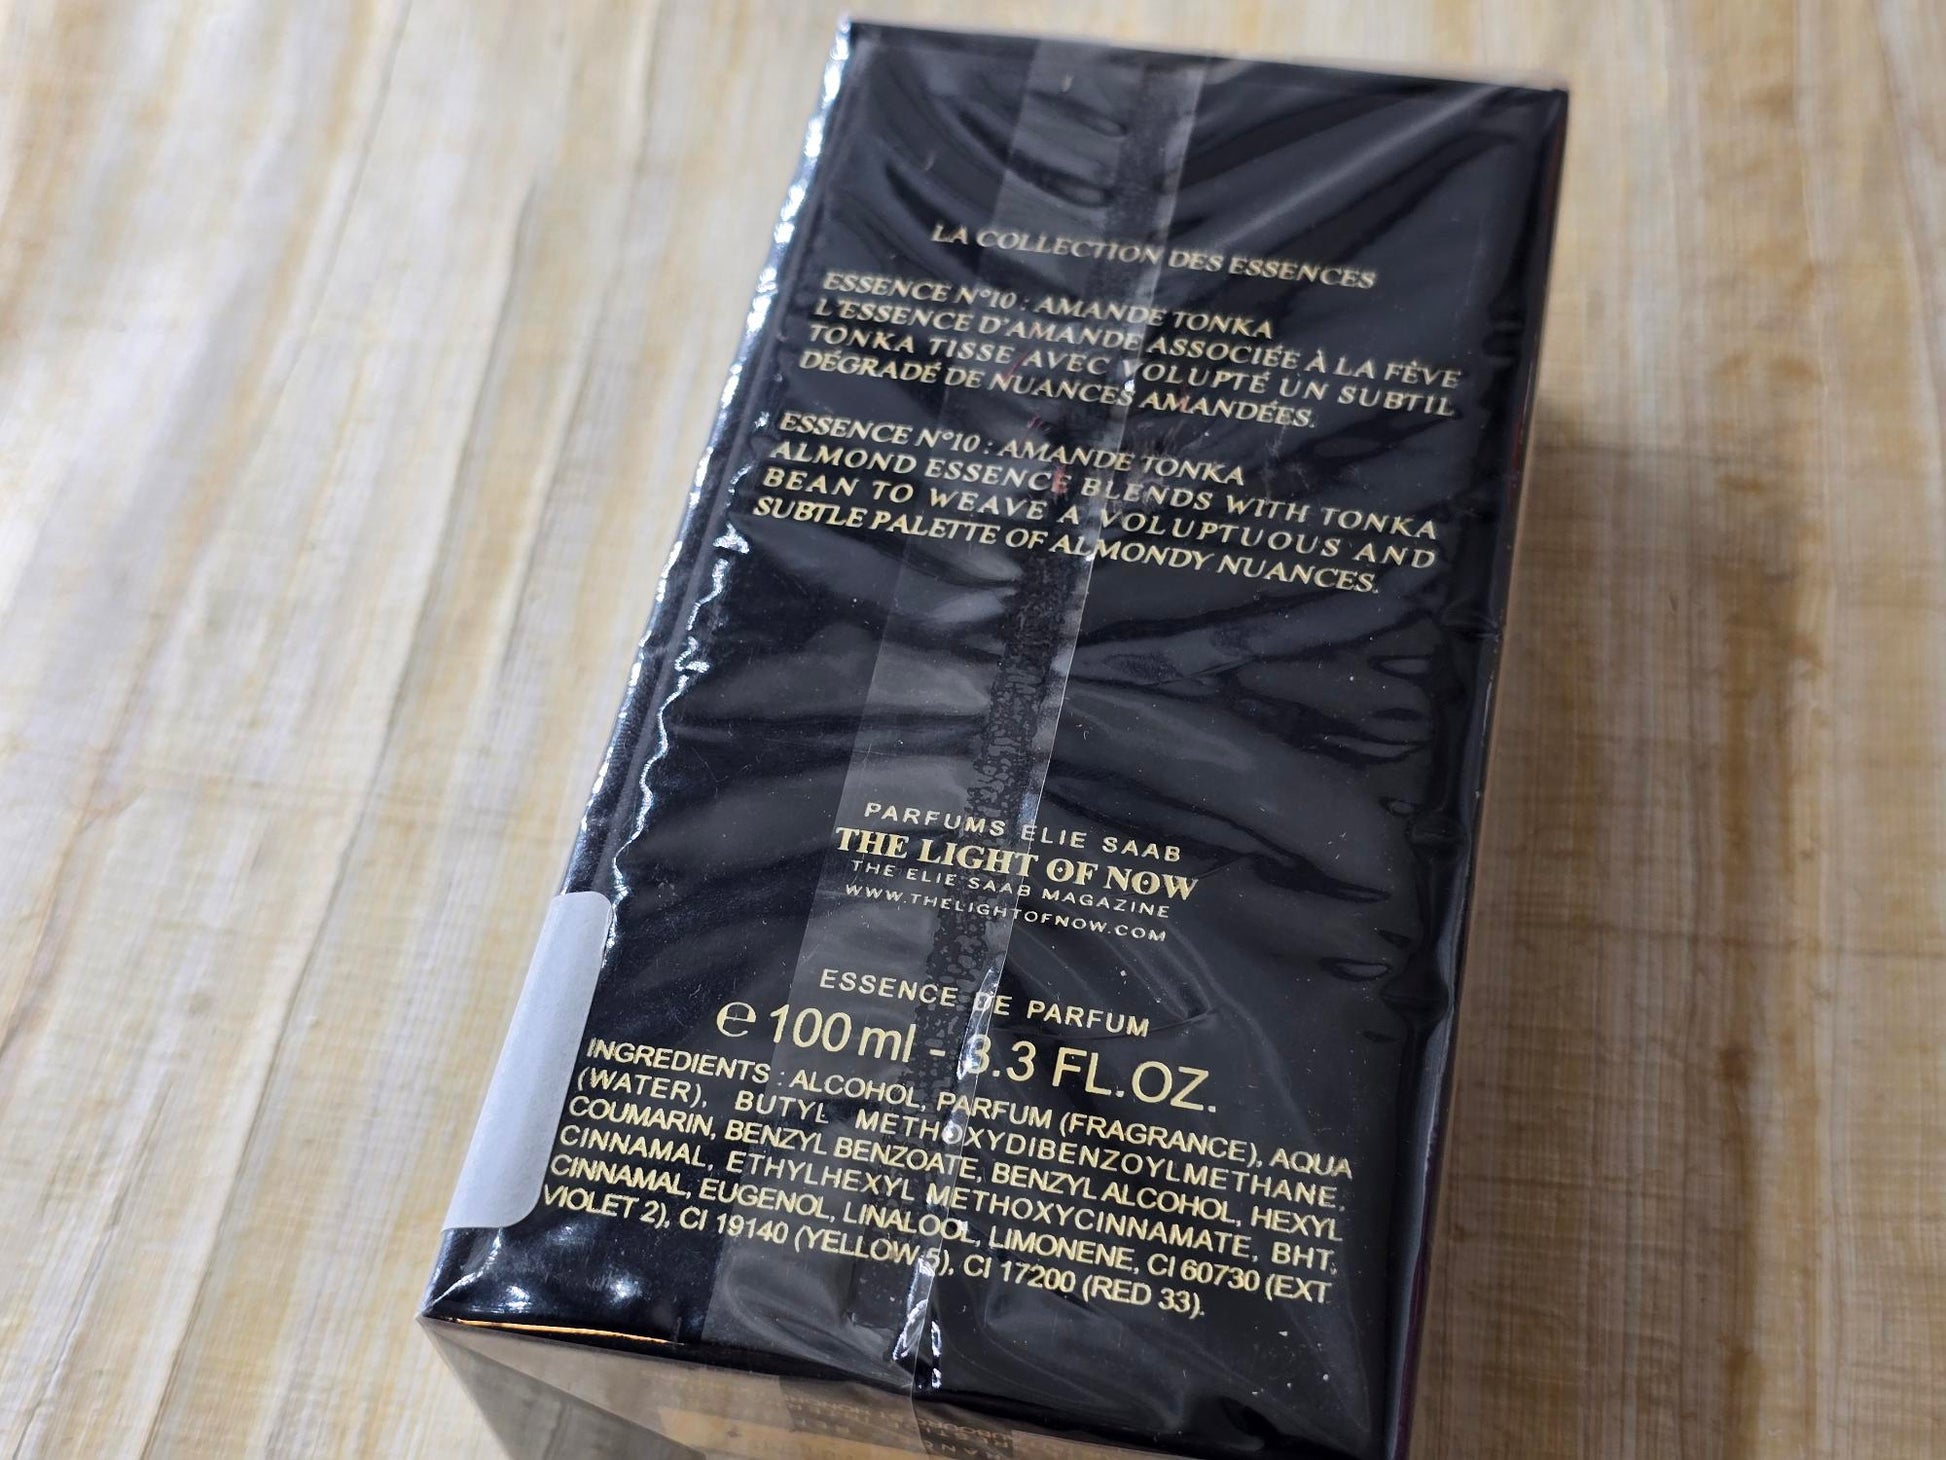 LA COLLECTION DES ESSENCES
ESSENCE N°10 : AMANDE TONKA
L'ESSENCE D'AMANDE ASSOCIÉE À LA FÊVE
TONKA TISSE AVEC VOLUPTÉ UN SUBTIL
DÉGRADÉ DE NUANCES AMANDÉES.
ESSENCE N°10 : AMANDE TONKA
ALMOND ESSENCE BLENDS WITH TONKA
BEAN TO WEAVE A VOLUPTUOUS AND
SUBTLE PALETTE OF ALMONDY NUANCES.
PARFUMS ELIE SAAB
THE LIGHT OF NOW
THE ELIE SAAB MAGAZINE
WWW.THELIGHTOFNOW.COM
ESSENCE DE PARFUM
℮ 100 ml - 3.3 FL.OZ.
INGREDIENTS : ALCOHOL, PARFUM (FRAGRANCE), AQUA
(WATER), BUTYL METHOXYDIBENZOYLMETHANE,
COUMARIN, BENZYL BENZOATE, BENZYL ALCOHOL, HEXYL
CINNAMAL, ETHYLHEXYL METHOXYCINNAMATE, BHT,
CINNAMAL, EUGENOL, LINALOOL, LIMONENE, CI 60730 (EXT
VIOLET 2), CI 19140 (YELLOW 5), CI 17200 (RED 33).